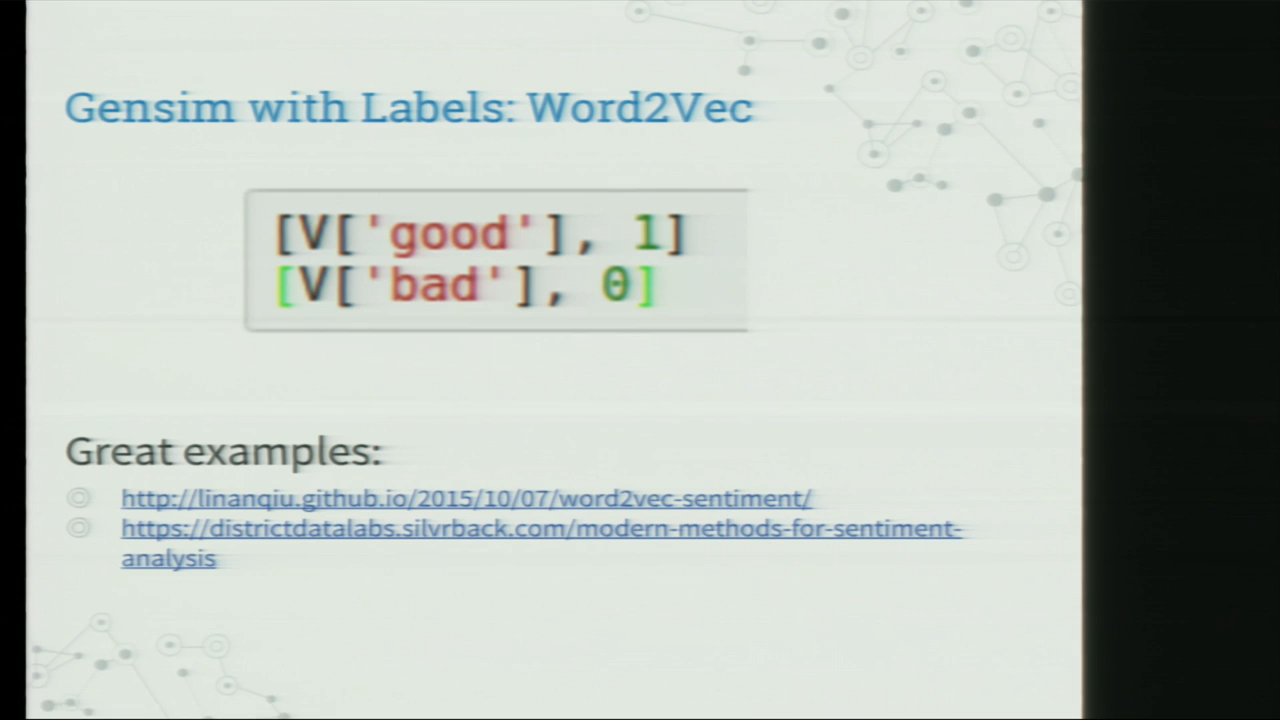 Gensim with Labels: Word2Vec
[V['good'], 1]
[V['bad'], 0]
Great examples:
http://linanqiu.github.io/2015/10/07/word2vec-sentiment/
https://districtdatalabs.silvrback.com/modern-methods-for-sentiment-
analysis